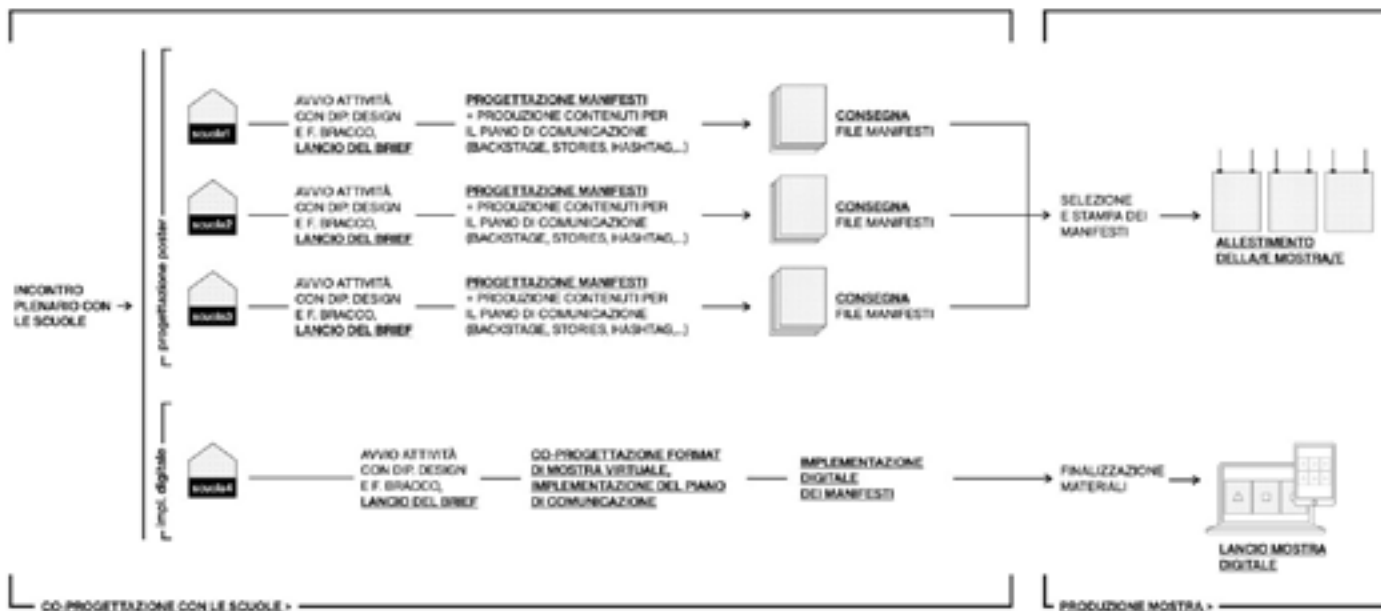 INCONTRO
PLENARIO CON
LE SCUOLE
progettazione poster
scuola1
AVVIO ATTIVITÀ
CON DIP. DESIGN
E F. BRACCO,
LANCIO DEL BRIEF
PROGETTAZIONE MANIFESTI
+ PRODUZIONE CONTENUTI PER
IL PIANO DI COMUNICAZIONE
(BACKSTAGE, STORIES, HASHTAG,...)
CONSEGNA
FILE MANIFESTI
scuola2
AVVIO ATTIVITÀ
CON DIP. DESIGN
E F. BRACCO,
LANCIO DEL BRIEF
PROGETTAZIONE MANIFESTI
+ PRODUZIONE CONTENUTI PER
IL PIANO DI COMUNICAZIONE
(BACKSTAGE, STORIES, HASHTAG,...)
CONSEGNA
FILE MANIFESTI
scuola3
AVVIO ATTIVITÀ
CON DIP. DESIGN
E F. BRACCO,
LANCIO DEL BRIEF
PROGETTAZIONE MANIFESTI
+ PRODUZIONE CONTENUTI PER
IL PIANO DI COMUNICAZIONE
(BACKSTAGE, STORIES, HASHTAG,...)
CONSEGNA
FILE MANIFESTI
SELEZIONE
E STAMPA DEI
MANIFESTI
ALLESTIMENTO
DELLA/E MOSTRA/E
impl. digitale
scuola4
AVVIO ATTIVITÀ
CON DIP. DESIGN
E F. BRACCO,
LANCIO DEL BRIEF
CO-PROGETTAZIONE FORMAT
DI MOSTRA VIRTUALE,
IMPLEMENTAZIONE DEL PIANO
DI COMUNICAZIONE
IMPLEMENTAZIONE
DIGITALE
DEI MANIFESTI
FINALIZZAZIONE
MATERIALI
LANCIO MOSTRA
DIGITALE
CO-PROGETTAZIONE CON LE SCUOLE >
PRODUZIONE MOSTRA >